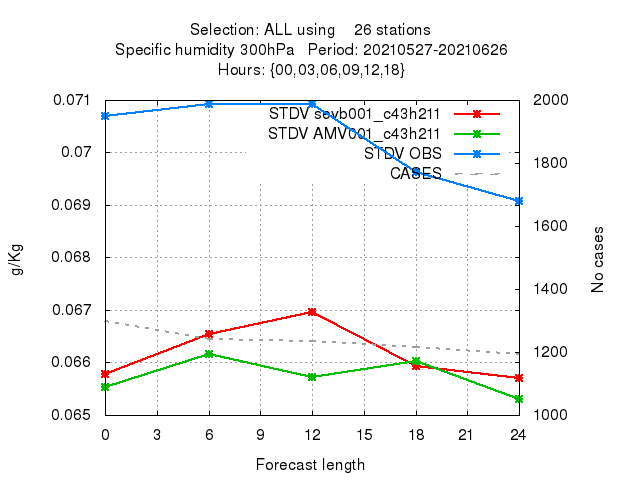 Selection: ALL using    26 stations
Specific humidity 300hPa   Period: 20210527-20210626
Hours: {00,03,06,09,12,18}
0.071
0.07
0.069
0.068
0.067
0.066
0.065
2000
1800
1600
1400
1200
1000
STDV sevb001_c43h211
STDV AMV001_c43h211
STDV OBS
CASES
g/Kg
No cases
0 3 6 9 12 15 18 21 24
Forecast length